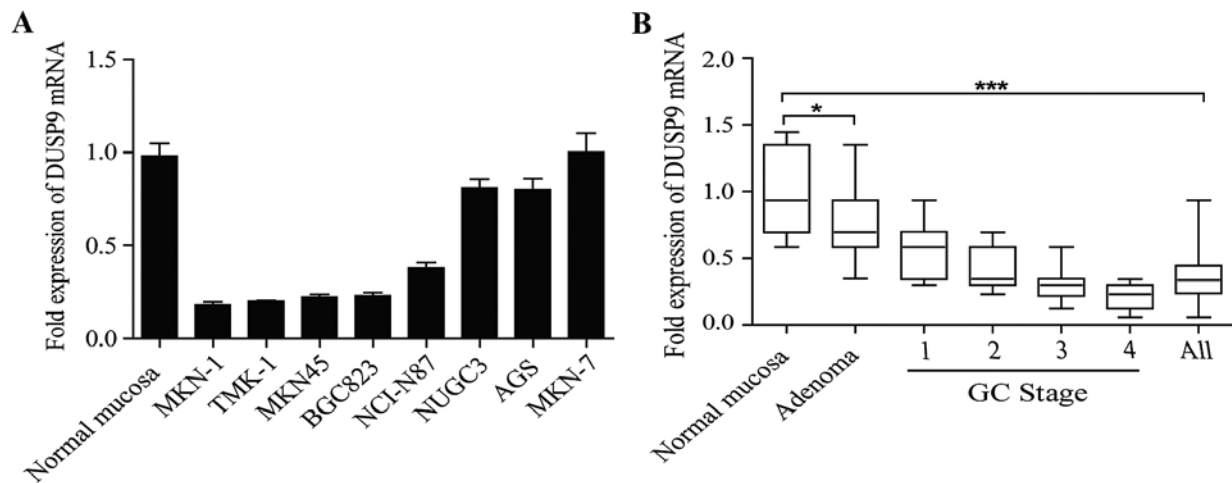 A
Fold expression of DUSP9 mRNA
1.5
1.0
0.5
0.0
Normal mucosa
MKN-1
TMK-1
MKN45
BGC823
NCI-N87
NUGC3
AGS
MKN-7
B
Fold expression of DUSP9 mRNA
2.0
1.5
1.0
0.5
0.0
***
*
Normal mucosa
Adenoma
1 2 3 4 All
GC Stage